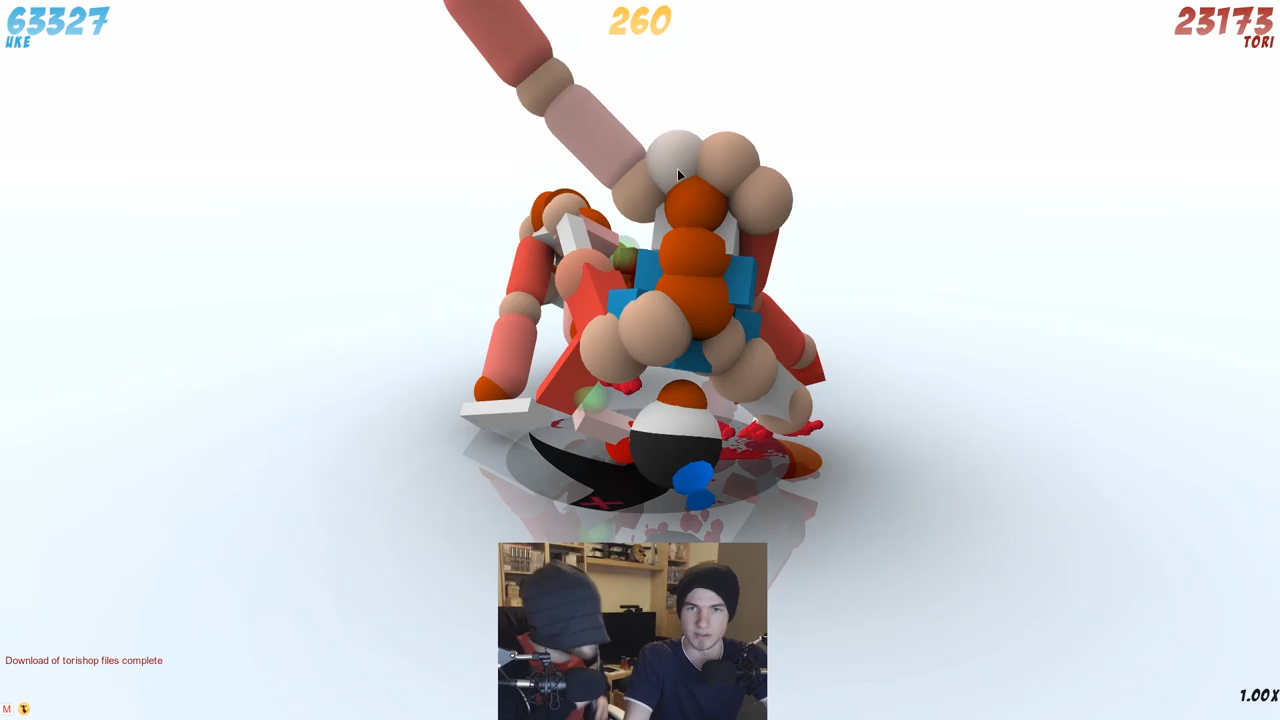 63327
UKE
260
23173
TORI
Download of torishop files complete
M
1.00X